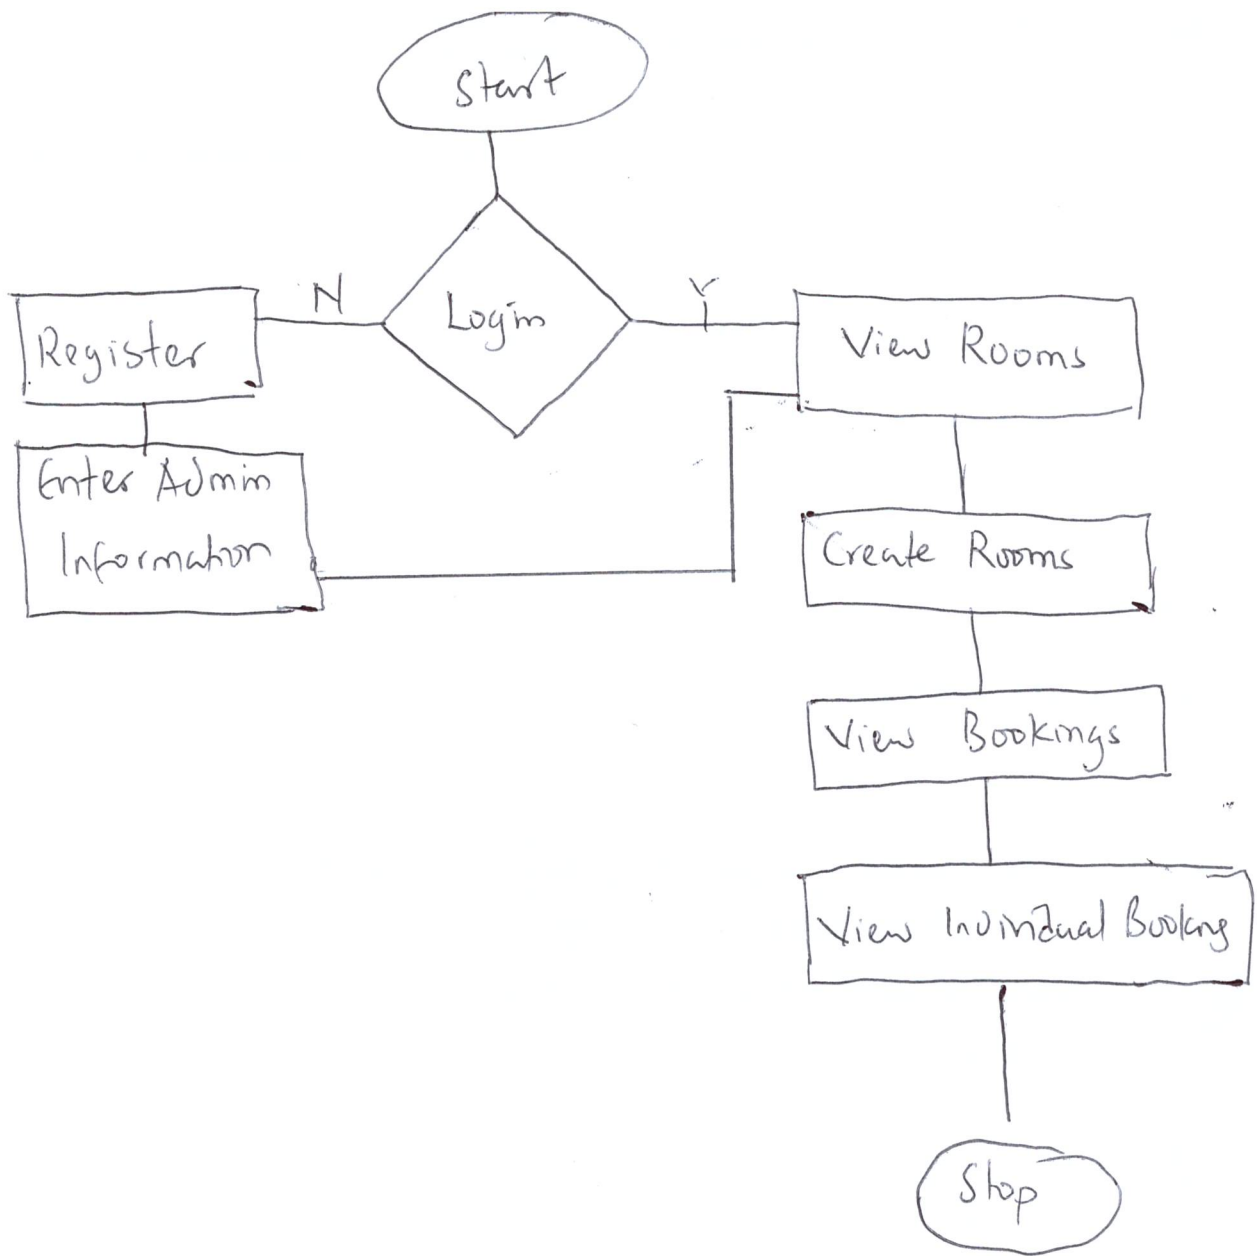 Start
N
Login
Y
Register
View Rooms
Enter Admin
Information
Create Rooms
View Bookings
View Individual Booking
Stop